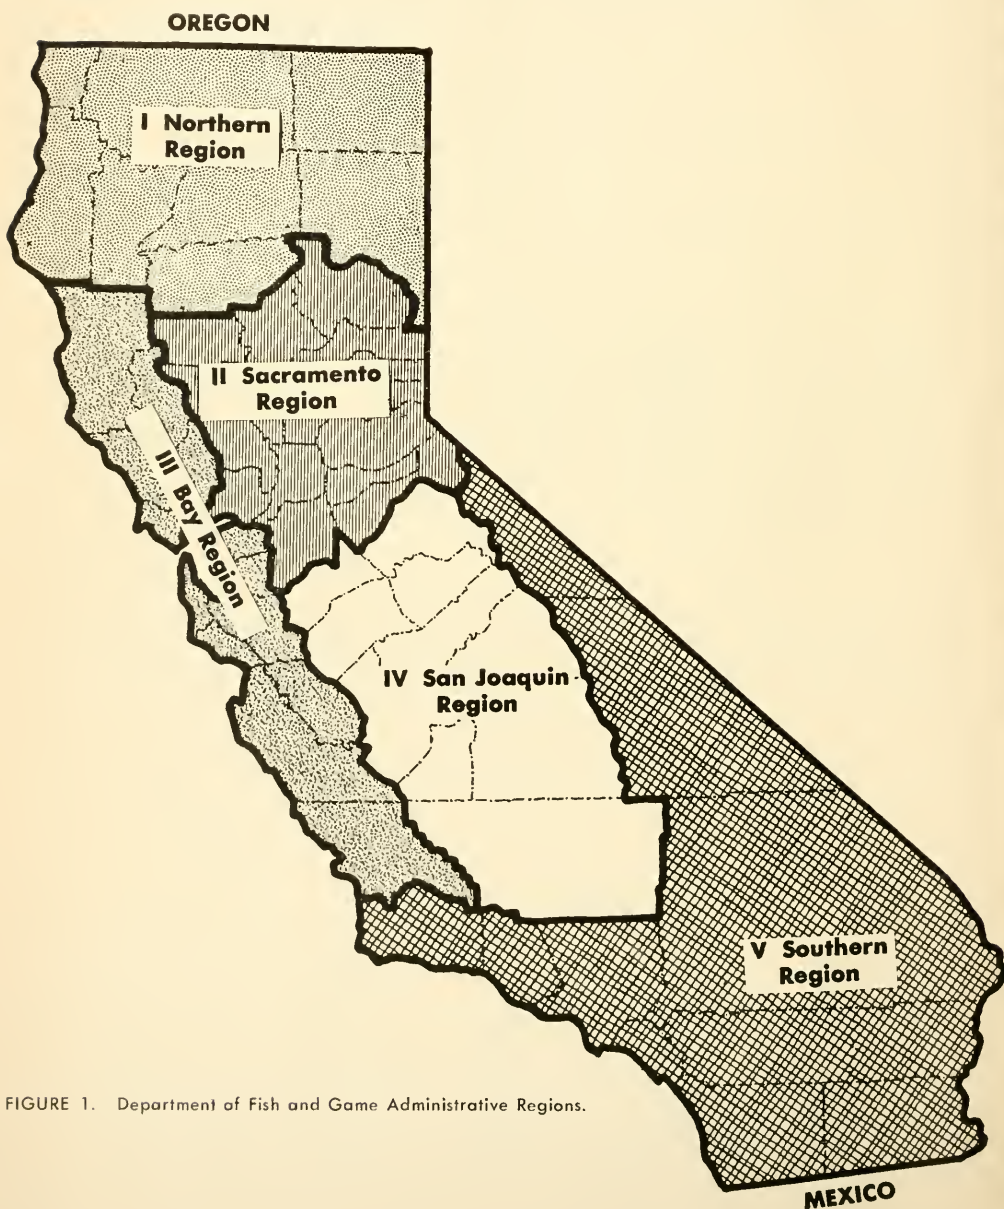 OREGON
I Northern
Region
II Sacramento
Region
III Bay Region
IV San Joaquin
Region
V Southern
Region
FIGURE 1. Department of Fish and Game Administrative Regions.
MEXICO